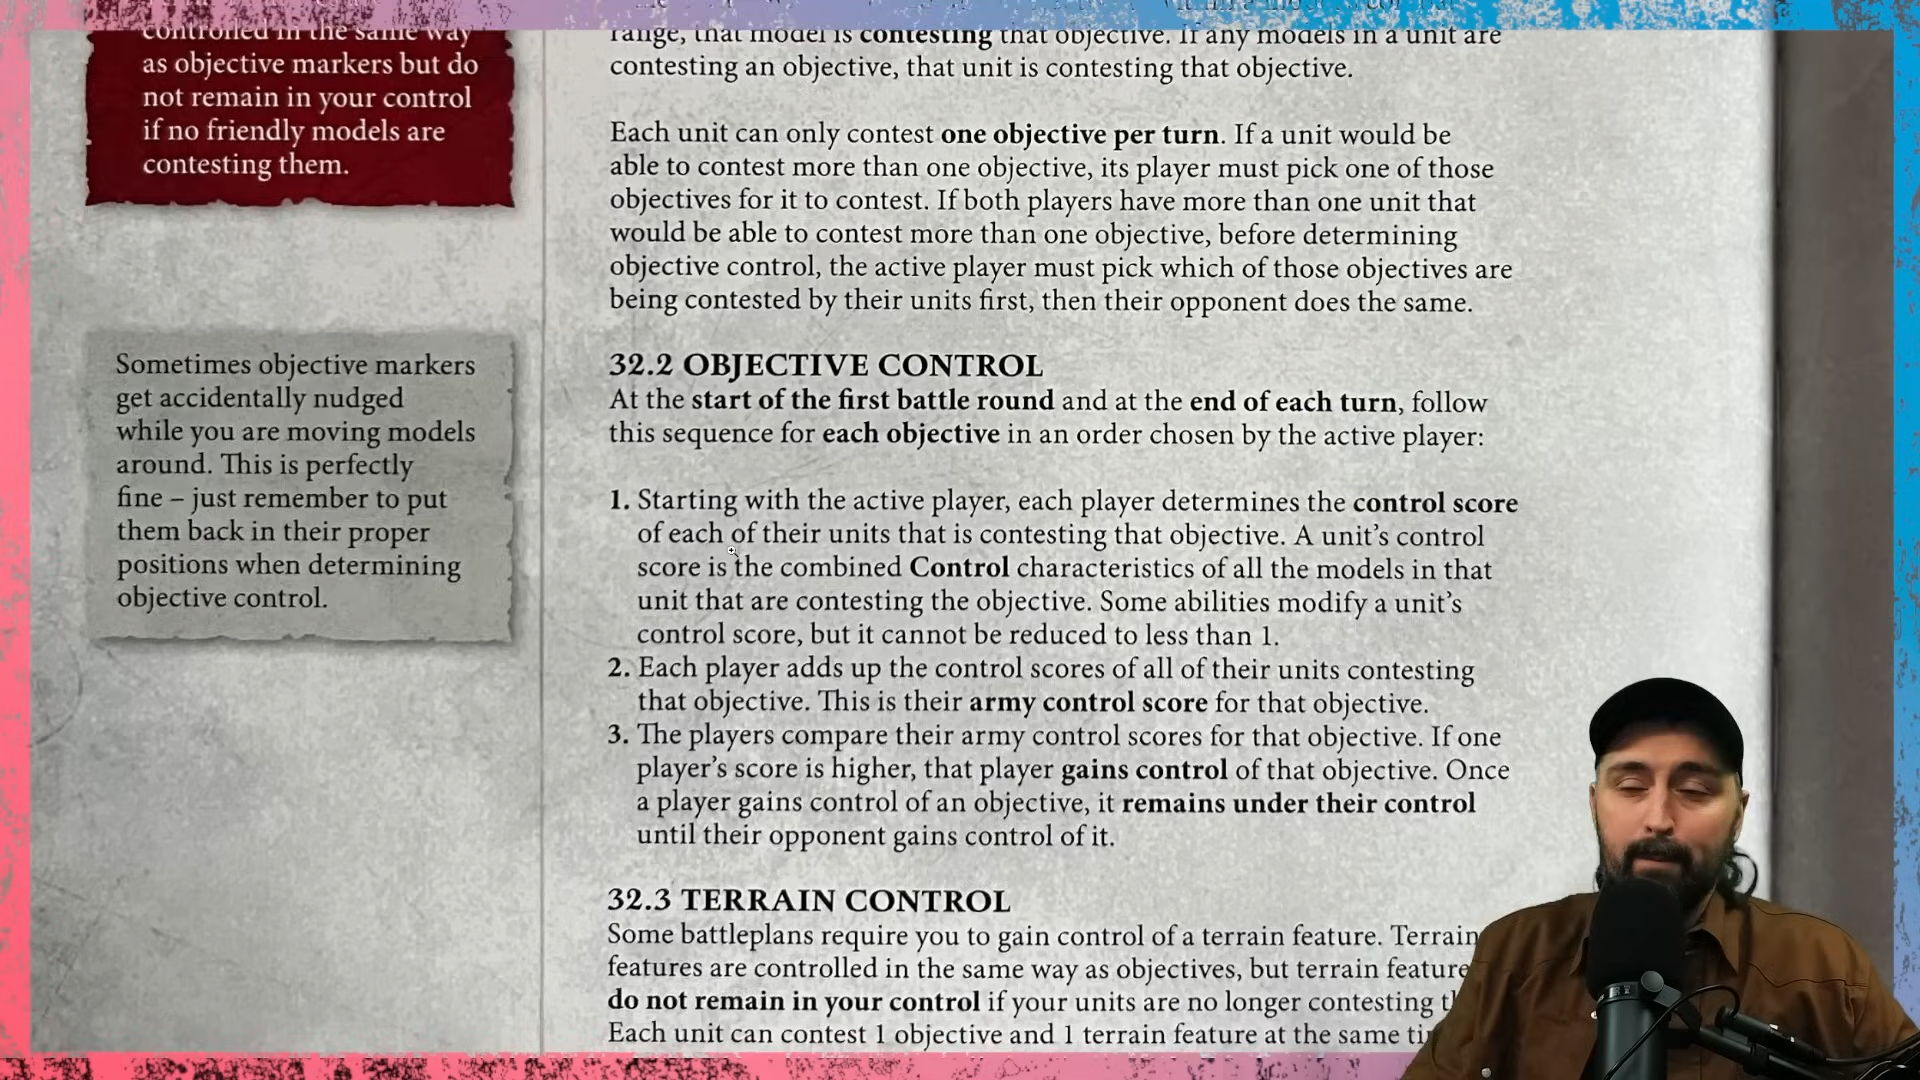 controlled in the same way
as objective markers but do
not remain in your control
if no friendly models are
contesting them.
Sometimes objective markers
get accidentally nudged
while you are moving models
around. This is perfectly
fine – just remember to put
them back in their proper
positions when determining
objective control.
range, that model is contesting that objective. If any models in a unit are
contesting an objective, that unit is contesting that objective.
Each unit can only contest one objective per turn. If a unit would be
able to contest more than one objective, its player must pick one of those
objectives for it to contest. If both players have more than one unit that
would be able to contest more than one objective, before determining
objective control, the active player must pick which of those objectives are
being contested by their units first, then their opponent does the same.
32.2 OBJECTIVE CONTROL
At the start of the first battle round and at the end of each turn, follow
this sequence for each objective in an order chosen by the active player:
1. Starting with the active player, each player determines the control score
of each of their units that is contesting that objective. A unit's control
score is the combined Control characteristics of all the models in that
unit that are contesting the objective. Some abilities modify a unit's
control score, but it cannot be reduced to less than 1.
2. Each player adds up the control scores of all of their units contesting
that objective. This is their army control score for that objective.
3. The players compare their army control scores for that objective. If one
player's score is higher, that player gains control of that objective. Once
a player gains control of an objective, it remains under their control
until their opponent gains control of it.
32.3 TERRAIN CONTROL
Some battleplans require you to gain control of a terrain feature. Terrain
features are controlled in the same way as objectives, but terrain feature
do not remain in your control if your units are no longer contesting
Each unit can contest 1 objective and 1 terrain feature at the same